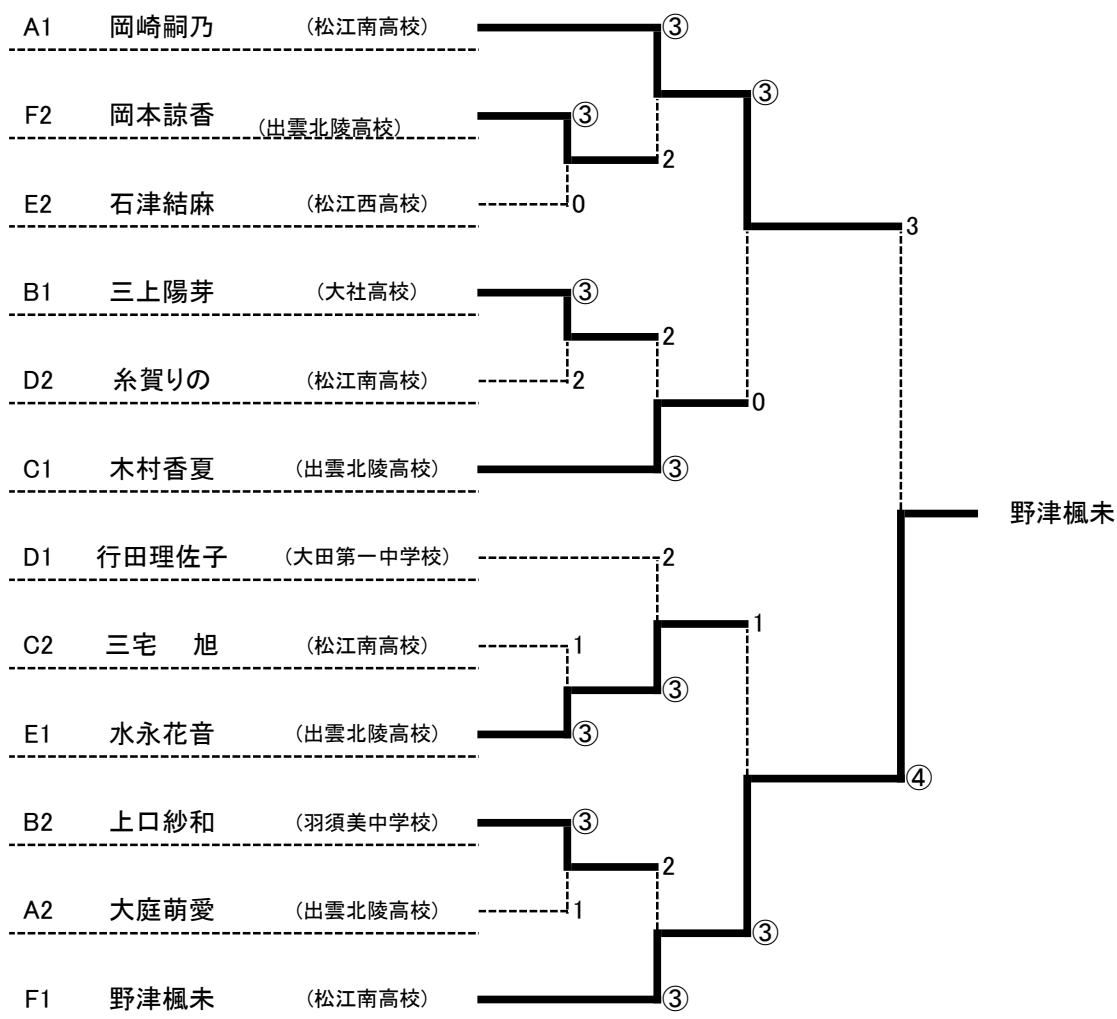 A1 岡崎嗣乃 (松江南高校) ③
③
F2 岡本諒香 (出雲北陵高校) ③
2
E2 石津結麻 (松江西高校) 0
3
B1 三上陽芽 (大社高校) ③
2
D2 糸賀りの (松江南高校) 2
0
C1 木村香夏 (出雲北陵高校) ③
野津楓未
D1 行田理佐子 (大田第一中学校) 2
1
C2 三宅 旭 (松江南高校) 1
③
E1 水永花音 (出雲北陵高校) ③
④
B2 上口紗和 (羽須美中学校) ③
2
A2 大庭萌愛 (出雲北陵高校) 1
③
F1 野津楓未 (松江南高校) ③